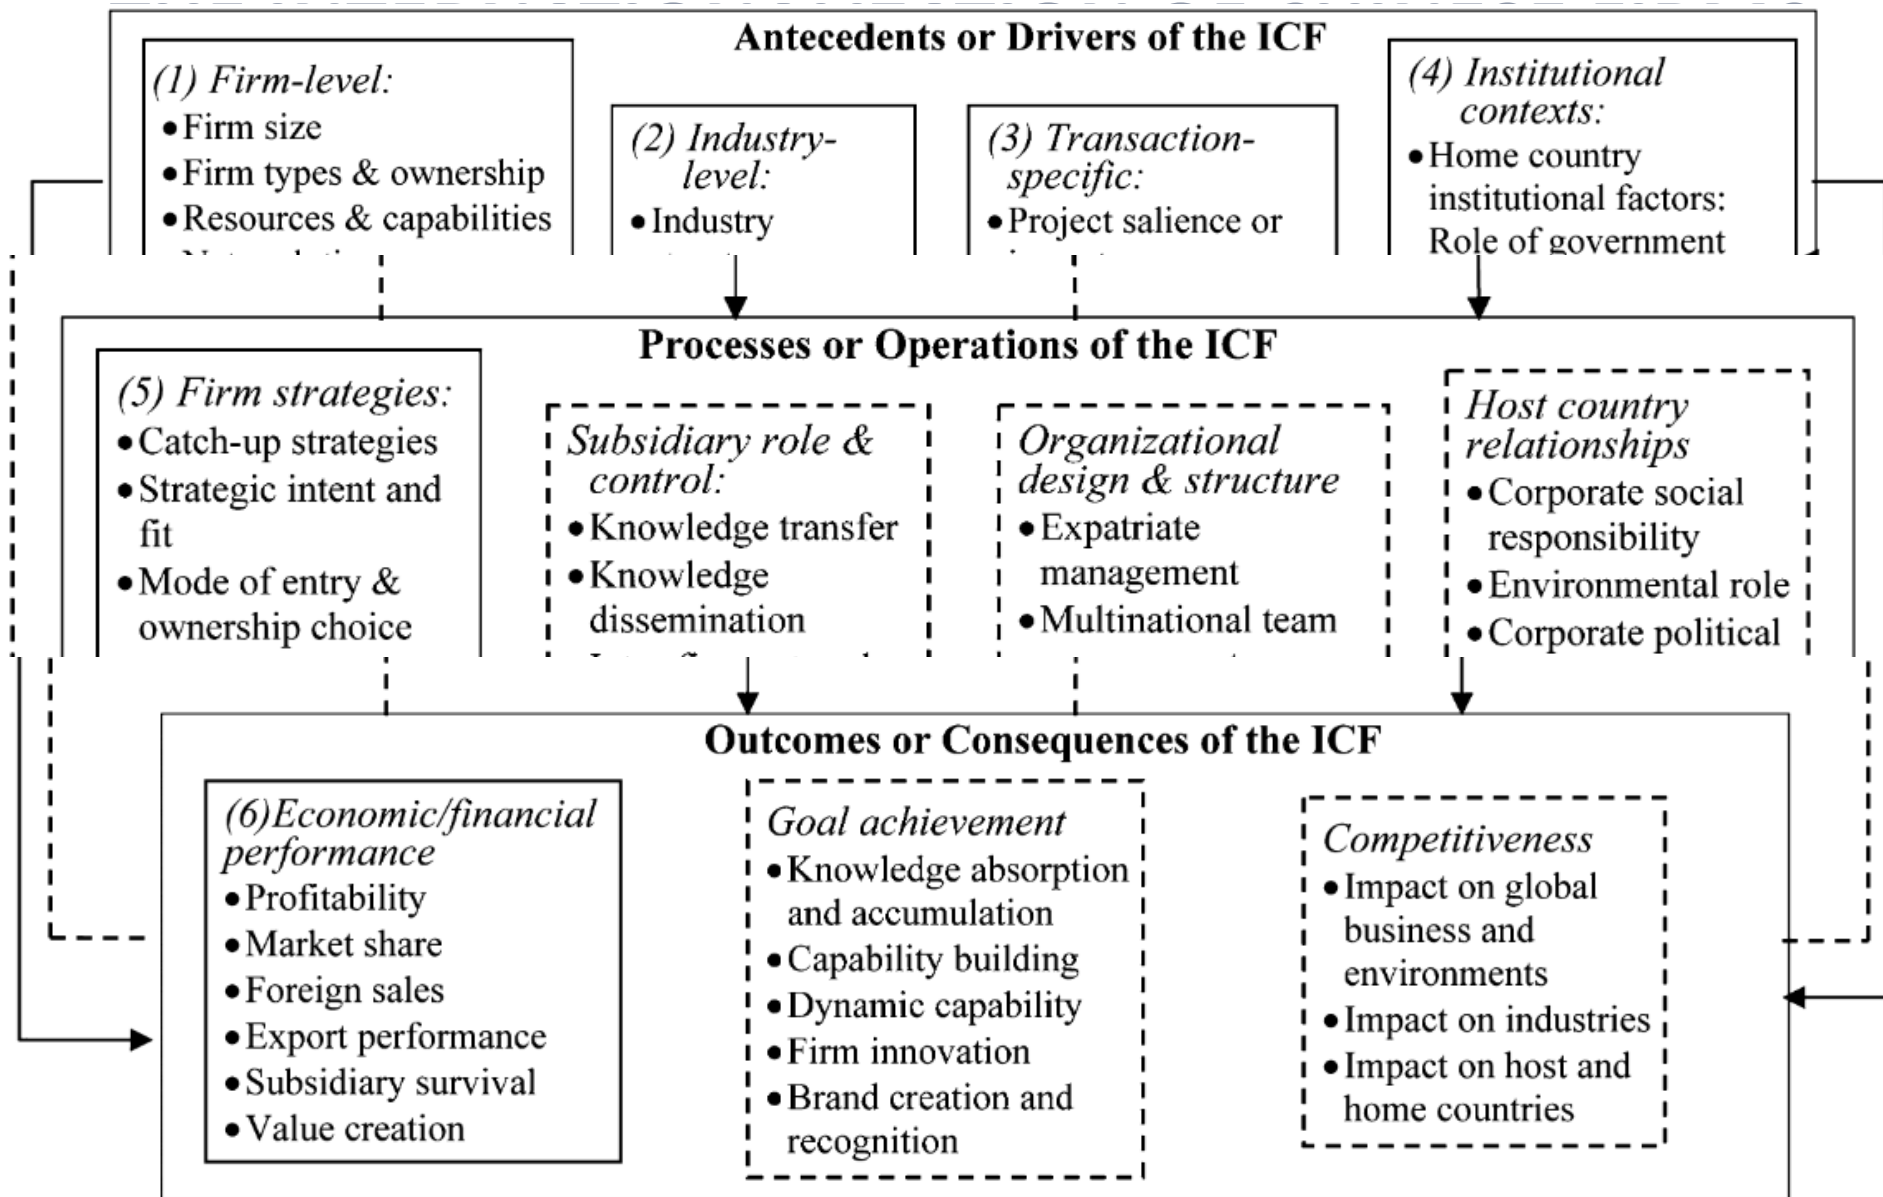 Antecedents or Drivers of the ICF
(1) Firm-level:
• Firm size
• Firm types & ownership
• Resources & capabilities
(2) Industry-
level:
• Industry
(3) Transaction-
specific:
• Project salience or
(4) Institutional
contexts:
• Home country
institutional factors:
Role of government
Processes or Operations of the ICF
(5) Firm strategies:
• Catch-up strategies
• Strategic intent and
fit
• Mode of entry &
ownership choice
Subsidiary role &
control:
• Knowledge transfer
• Knowledge
dissemination
Organizational
design & structure
• Expatriate
management
• Multinational team
Host country
relationships
• Corporate social
responsibility
• Environmental role
• Corporate political
Outcomes or Consequences of the ICF
(6)Economic/financial
performance
• Profitability
• Market share
• Foreign sales
• Export performance
• Subsidiary survival
• Value creation
Goal achievement
• Knowledge absorption
and accumulation
• Capability building
• Dynamic capability
• Firm innovation
• Brand creation and
recognition
Competitiveness
• Impact on global
business and
environments
• Impact on industries
• Impact on host and
home countries